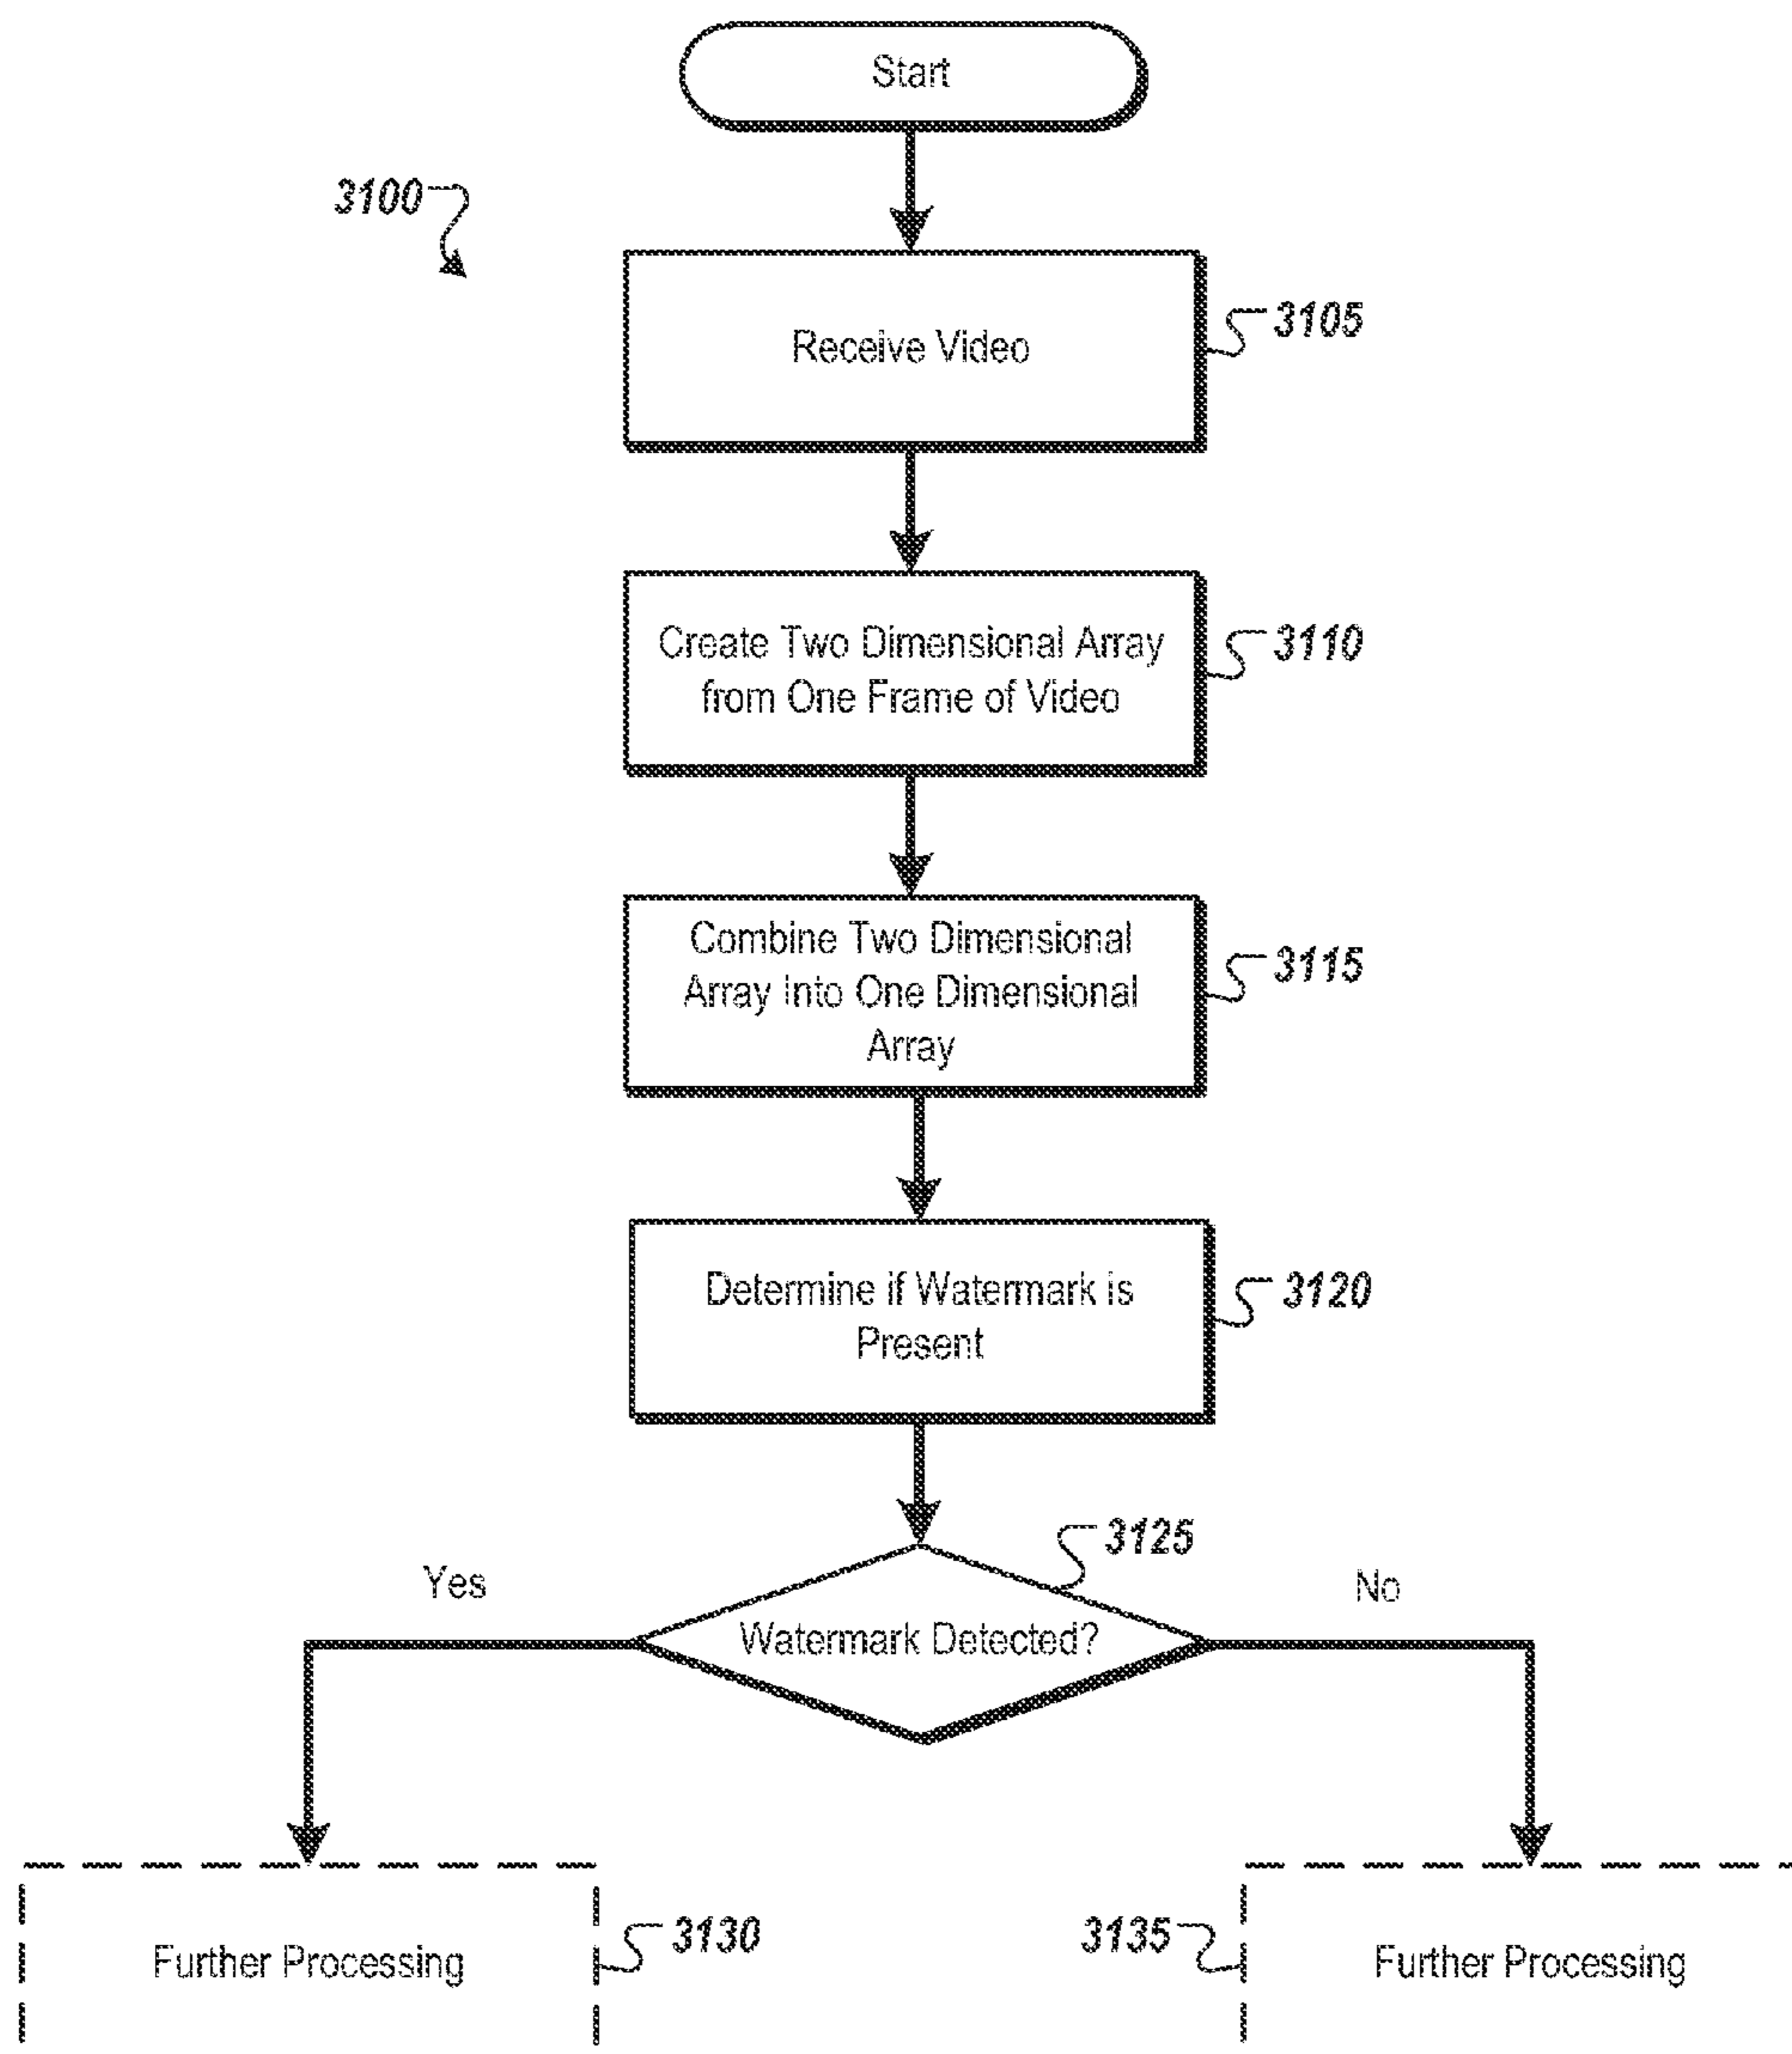 Start
3100
Receive Video
3105
Create Two Dimensional Array
from One Frame of Video
3110
Combine Two Dimensional
Array into One Dimensional
Array
3115
Determine if Watermark is
Present
3120
3125
Yes
No
Watermark Detected?
Further Processing
3130
3135
Further Processing